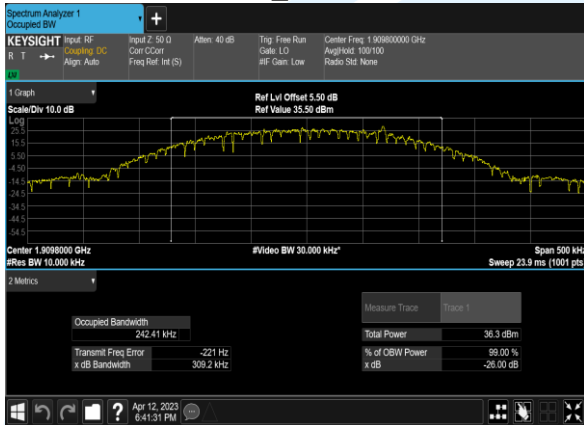 Spectrum Analyzer 1
Occupied BW
+
KEYSIGHT Input: RF Input Z: 50 Ω Atten: 40 dB Trig: Free Run Center Freq: 1.909800000 GHz
R T Coupling: DC Corr CCorr Gate: LO Avg|Hold: 100/100
Align: Auto Freq Ref: Int (S) #IF Gain: Low Radio Std: None
1 Graph
Ref Lvl Offset 5.50 dB
Scale/Div 10.0 dB Ref Value 35.50 dBm
Log
25.5
15.5
5.50
-4.50
-14.5
-24.5
-34.5
-44.5
-54.5
Center 1.9098000 GHz #Video BW 30.000 kHz* Span 500 kHz
#Res BW 10.000 kHz Sweep 23.9 ms (1001 pts
2 Metrics
Measure Trace Trace 1
Occupied Bandwidth
242.41 kHz Total Power 36.3 dBm
Transmit Freq Error -221 Hz % of OBW Power 99.00 %
x dB Bandwidth 309.2 kHz x dB -26.00 dB
? Apr 12, 2023
6:41:31 PM